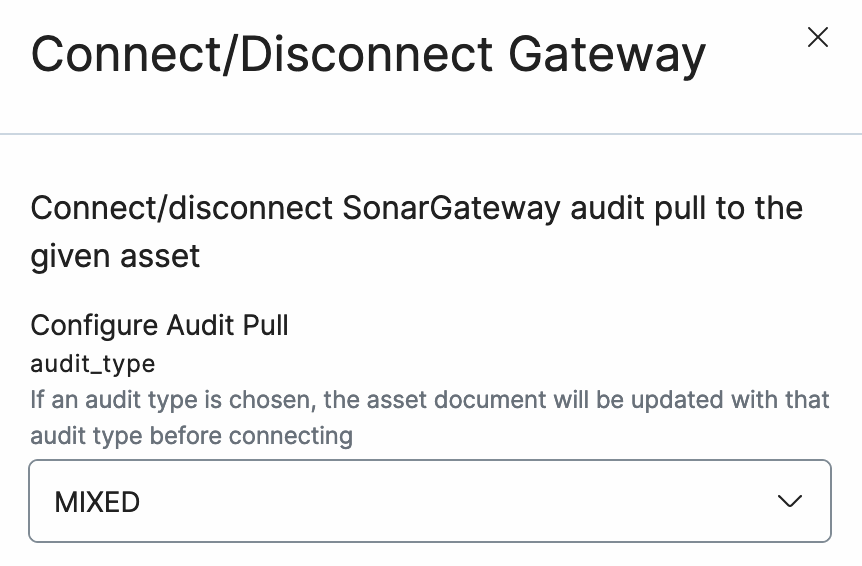 Connect/Disconnect Gateway
Connect/disconnect SonarGateway audit pull to the
given asset
Configure Audit Pull
audit_type
If an audit type is chosen, the asset document will be updated with that
audit type before connecting
MIXED